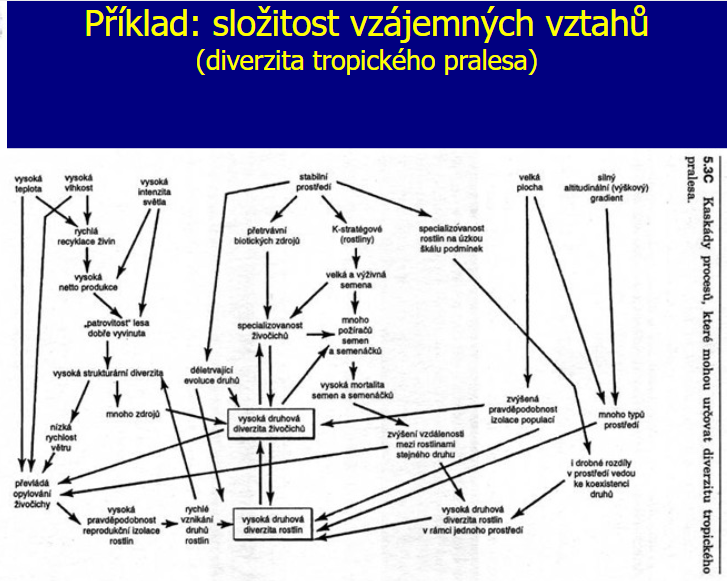 Příklad: složitost vzájemných vztahů
(diverzita tropického pralesa)
vysoká
teplota
vysoká
vlhkost
vysoká
intenzita
světla
stabilní
prostředí
velká
plocha
silný
altitudinální (výškový)
gradient
rychlá
recyklace živin
přetrvávní
biotických zdrojů
K-stratégové
(rostliny)
specializovanost
rostlin na úzkou
škálu podmínek
vysoká
netto produkce
velká a výživná
semena
„patrovitost" lesa
dobře vyvinuta
specializovanost
živočichů
mnoho
požíračů
semen
a semenáčků
vysoká strukturární diverzita
déletrvající
evoluce druhů
vysoká mortalita
semen a semenáčků
mnoho zdrojů
vysoká druhová
diverzita živočichů
zvýšená
pravděpodobnost
izolace populací
mnoho typů
prostředí
nízká
rychlost
větru
zvýšení vzdálenosti
mezi rostlinami
stejného druhu
i drobné rozdíly
v prostředí vedou
ke koexistenci
druhů
převládá
opylování
živočichy
vysoká
pravděpodobnost
reprodukční izolace
rostlin
rychlé
vznikání
druhů
rostlin
vysoká druhová
diverzita rostlin
vysoká druhová
diverzita rostlin
v rámci jednoho prostředí
5.3C Kaskády procesů, které mohou určovat diverzitu tropického
pralesa.